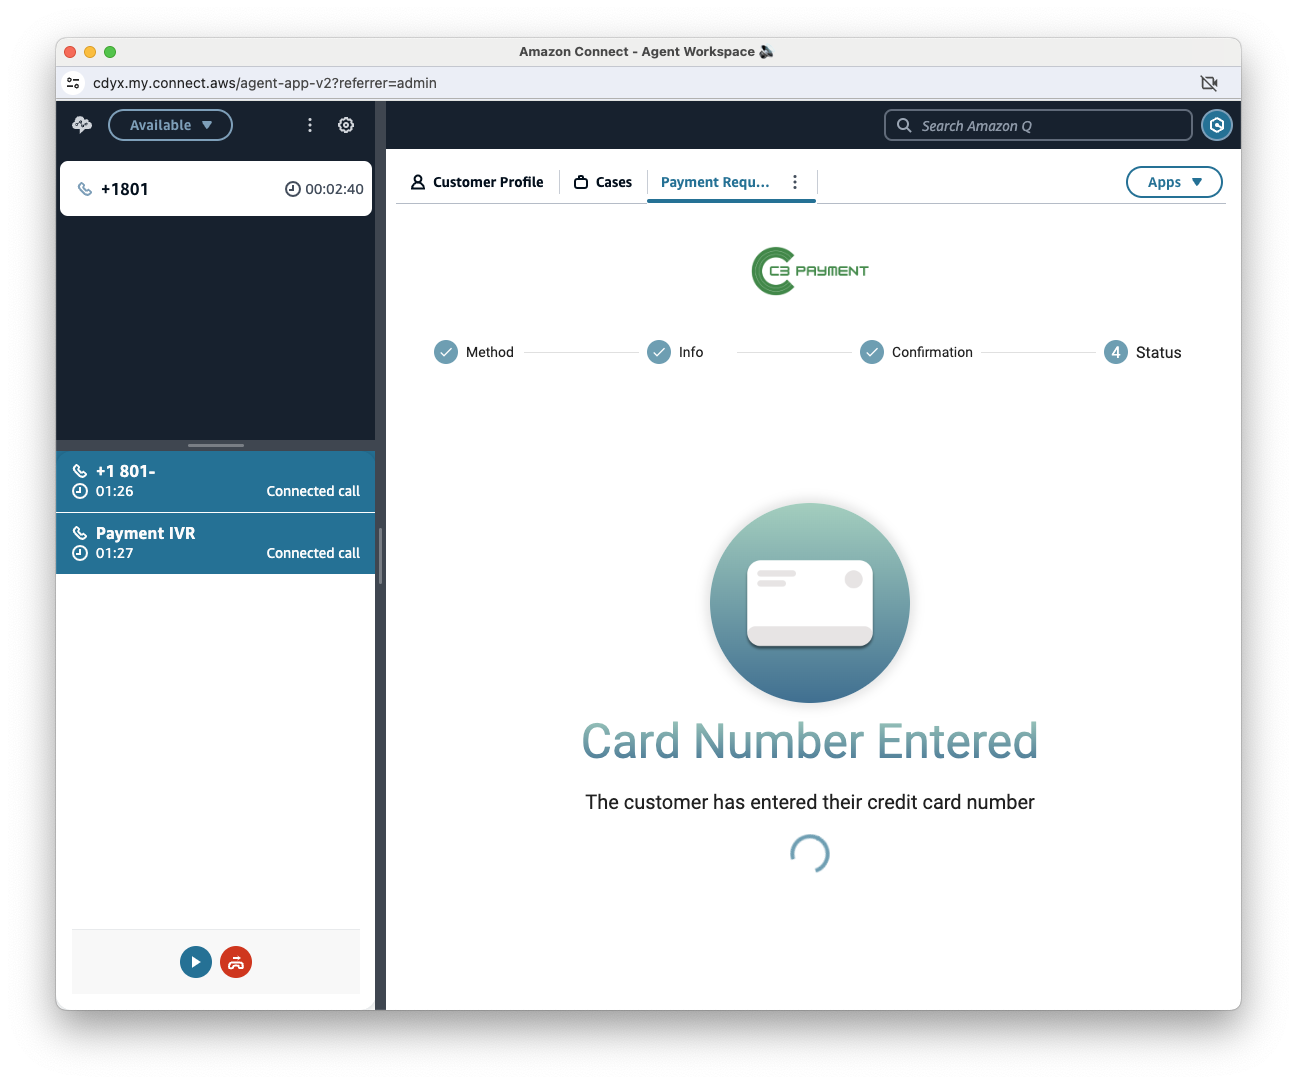 Amazon Connect - Agent Workspace
cdyx.my.connect.aws/agent-app-v2?referrer=admin
Available
Search Amazon Q
+1801
00:02:40
Customer Profile
Cases
Payment Requ...
Apps
C3 PAYMENT
Method
Info
Confirmation
4 Status
+1 801-
01:26
Connected call
Payment IVR
01:27
Connected call
Card Number Entered
The customer has entered their credit card number